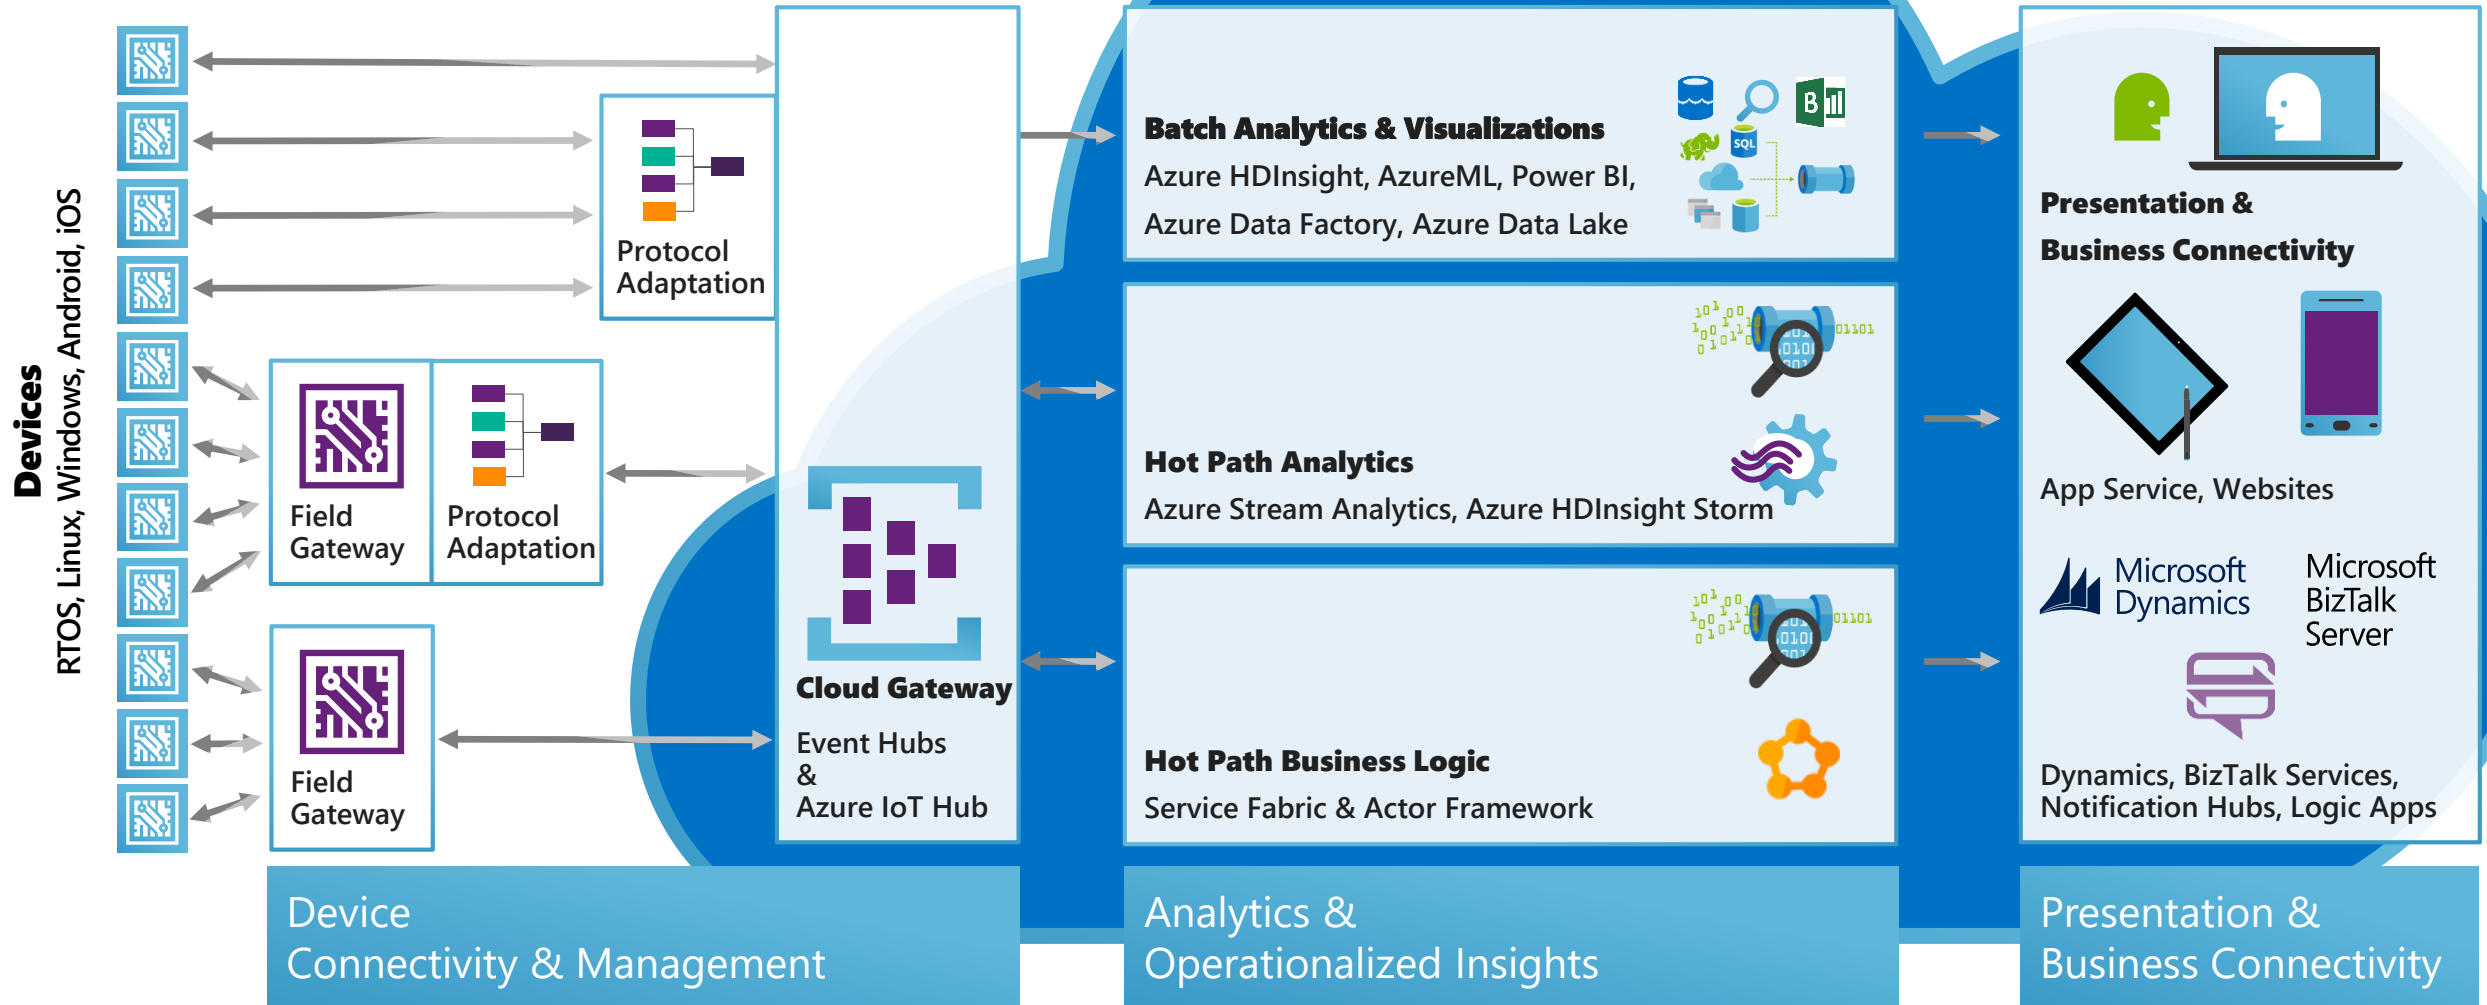 Devices
RTOS, Linux, Windows, Android, iOS
Protocol
Adaptation
Field
Gateway
Protocol
Adaptation
Field
Gateway
Cloud Gateway
Event Hubs
&
Azure IoT Hub
Batch Analytics & Visualizations
Azure HDInsight, AzureML, Power BI,
Azure Data Factory, Azure Data Lake
B
SQL
Hot Path Analytics
Azure Stream Analytics, Azure HDInsight Storm
01101
Hot Path Business Logic
Service Fabric & Actor Framework
01101
Presentation &
Business Connectivity
App Service, Websites
Microsoft
Dynamics
Microsoft
BizTalk
Server
Dynamics, BizTalk Services,
Notification Hubs, Logic Apps
Device
Connectivity & Management
Analytics &
Operationalized Insights
Presentation &
Business Connectivity